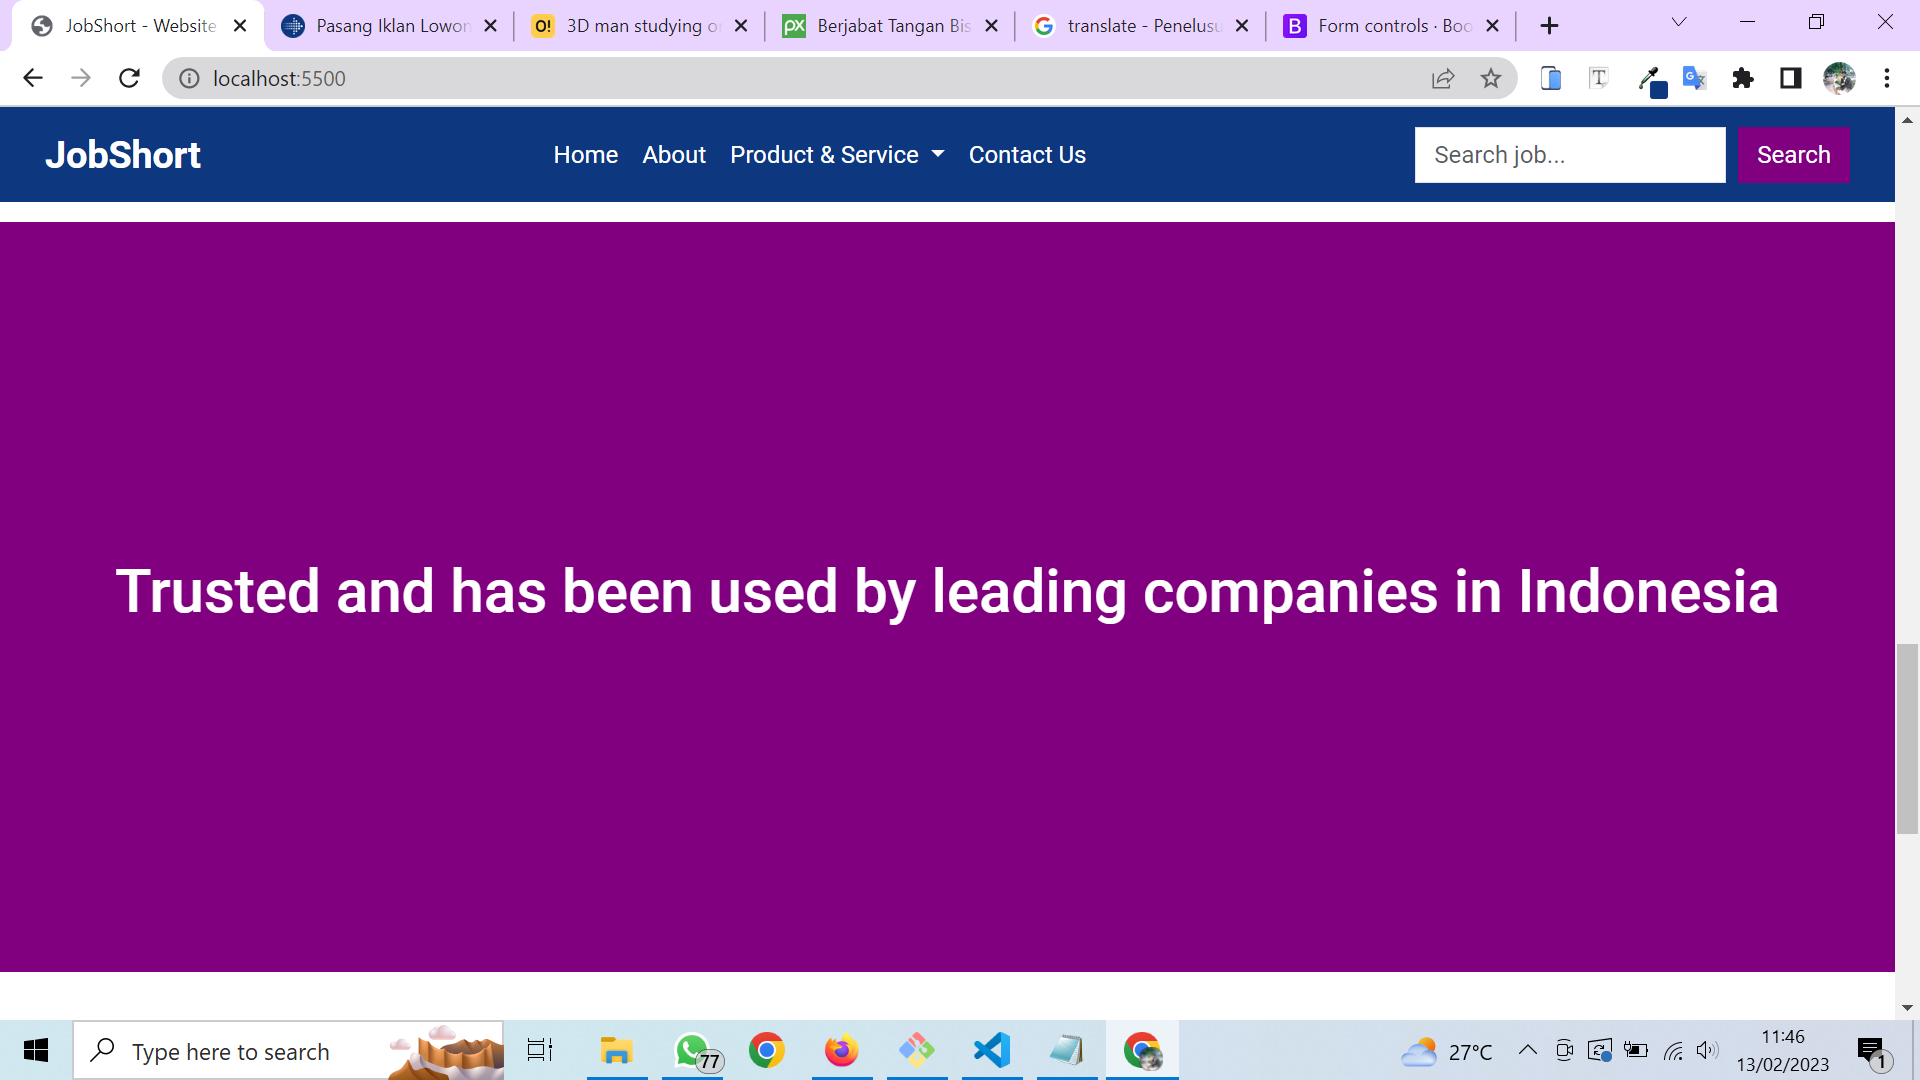 JobShort - Website
Pasang Iklan Lowon
3D man studying on
Berjabat Tangan Bis
translate - Penelusu
Form controls · Boo
localhost:5500
JobShort
Home
About
Product & Service
Contact Us
Search job...
Search
Trusted and has been used by leading companies in Indonesia
Type here to search
77
27°C
11:46
13/02/2023
1